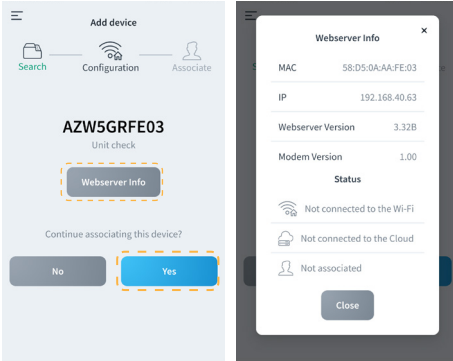 Add device
Search
Configuration
Associate
AZW5GRFE03
Unit check
Webserver Info
Continue associating this device?
No
Yes
Webserver Info
×
MAC 58:D5:0A:AA:FE:03
IP 192.168.40.63
Webserver Version 3.32B
Modem Version 1.00
Status
Not connected to the Wi-Fi
Not connected to the Cloud
Not associated
Close